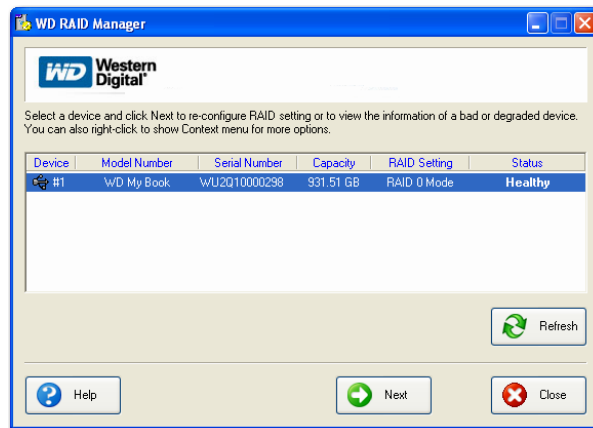 WD RAID Manager
WD Western
Digital®
Select a device and click Next to re-configure RAID setting or to view the information of a bad or degraded device.
You can also right-click to show Context menu for more options.
Device Model Number Serial Number Capacity RAID Setting Status
#1 WD My Book WU2Q10000298 931.51 GB RAID 0 Mode Healthy
Refresh
Help Next Close